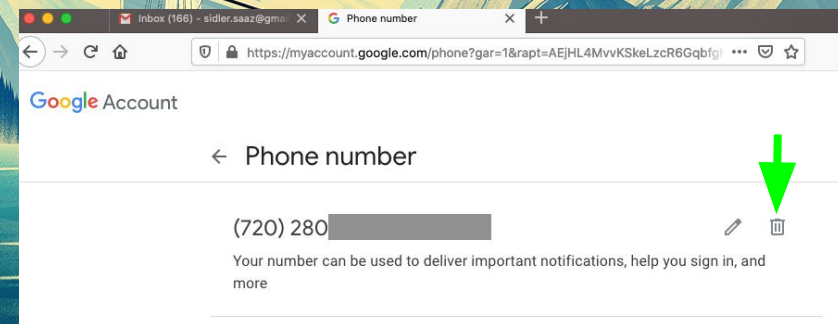 Inbox (166) - sidler.saaz@gmai
Phone number
https://myaccount.google.com/phone?gar=1&rapt=AEjHL4MvvKSkeLzcR6Gqbfg
Google Account
Phone number
(720) 280
Your number can be used to deliver important notifications, help you sign in, and
more